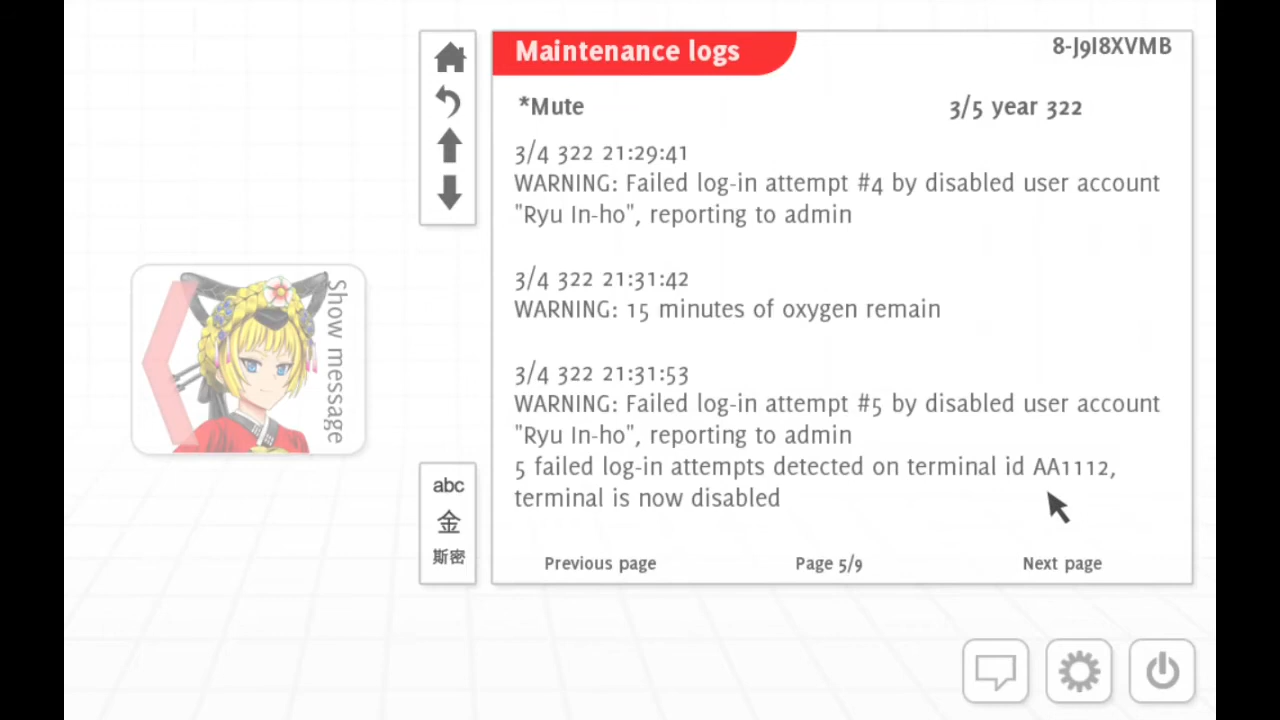 Maintenance logs
8-J9I8XVMB
*Mute
3/5 year 322
3/4 322 21:29:41
WARNING: Failed log-in attempt #4 by disabled user account
"Ryu In-ho", reporting to admin
3/4 322 21:31:42
WARNING: 15 minutes of oxygen remain
3/4 322 21:31:53
WARNING: Failed log-in attempt #5 by disabled user account
"Ryu In-ho", reporting to admin
5 failed log-in attempts detected on terminal id AA1112,
terminal is now disabled
Previous page
Page 5/9
Next page
Show message
abc
金
斯密